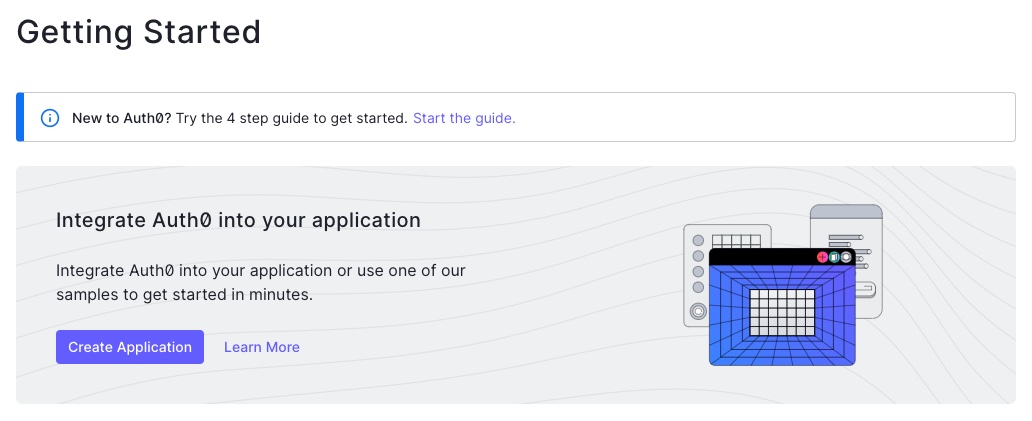 Getting Started
New to Auth0? Try the 4 step guide to get started. Start the guide.
Integrate Auth0 into your application
Integrate Auth0 into your application or use one of our
samples to get started in minutes.
Create Application Learn More